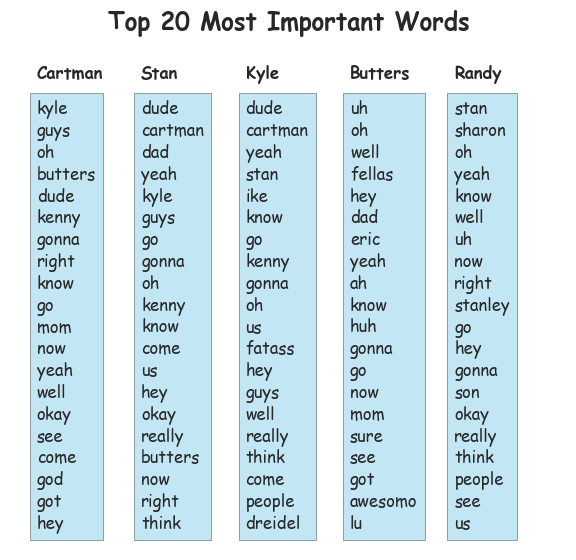 Top 20 Most Important Words
Cartman Stan Kyle Butters Randy
kyle dude dude uh stan
guys cartman cartman oh sharon
oh dad yeah well oh
butters yeah stan fellas yeah
dude kyle ike hey know
kenny guys know dad well
gonna go go eric uh
right gonna kenny yeah now
know oh gonna ah right
go kenny oh know stanley
mom know us huh go
now come fatass gonna hey
yeah us hey go gonna
well hey guys now son
okay okay well mom okay
see really really sure really
come butters think see think
god now come got people
got right people awesomo see
hey think dreidel lu us